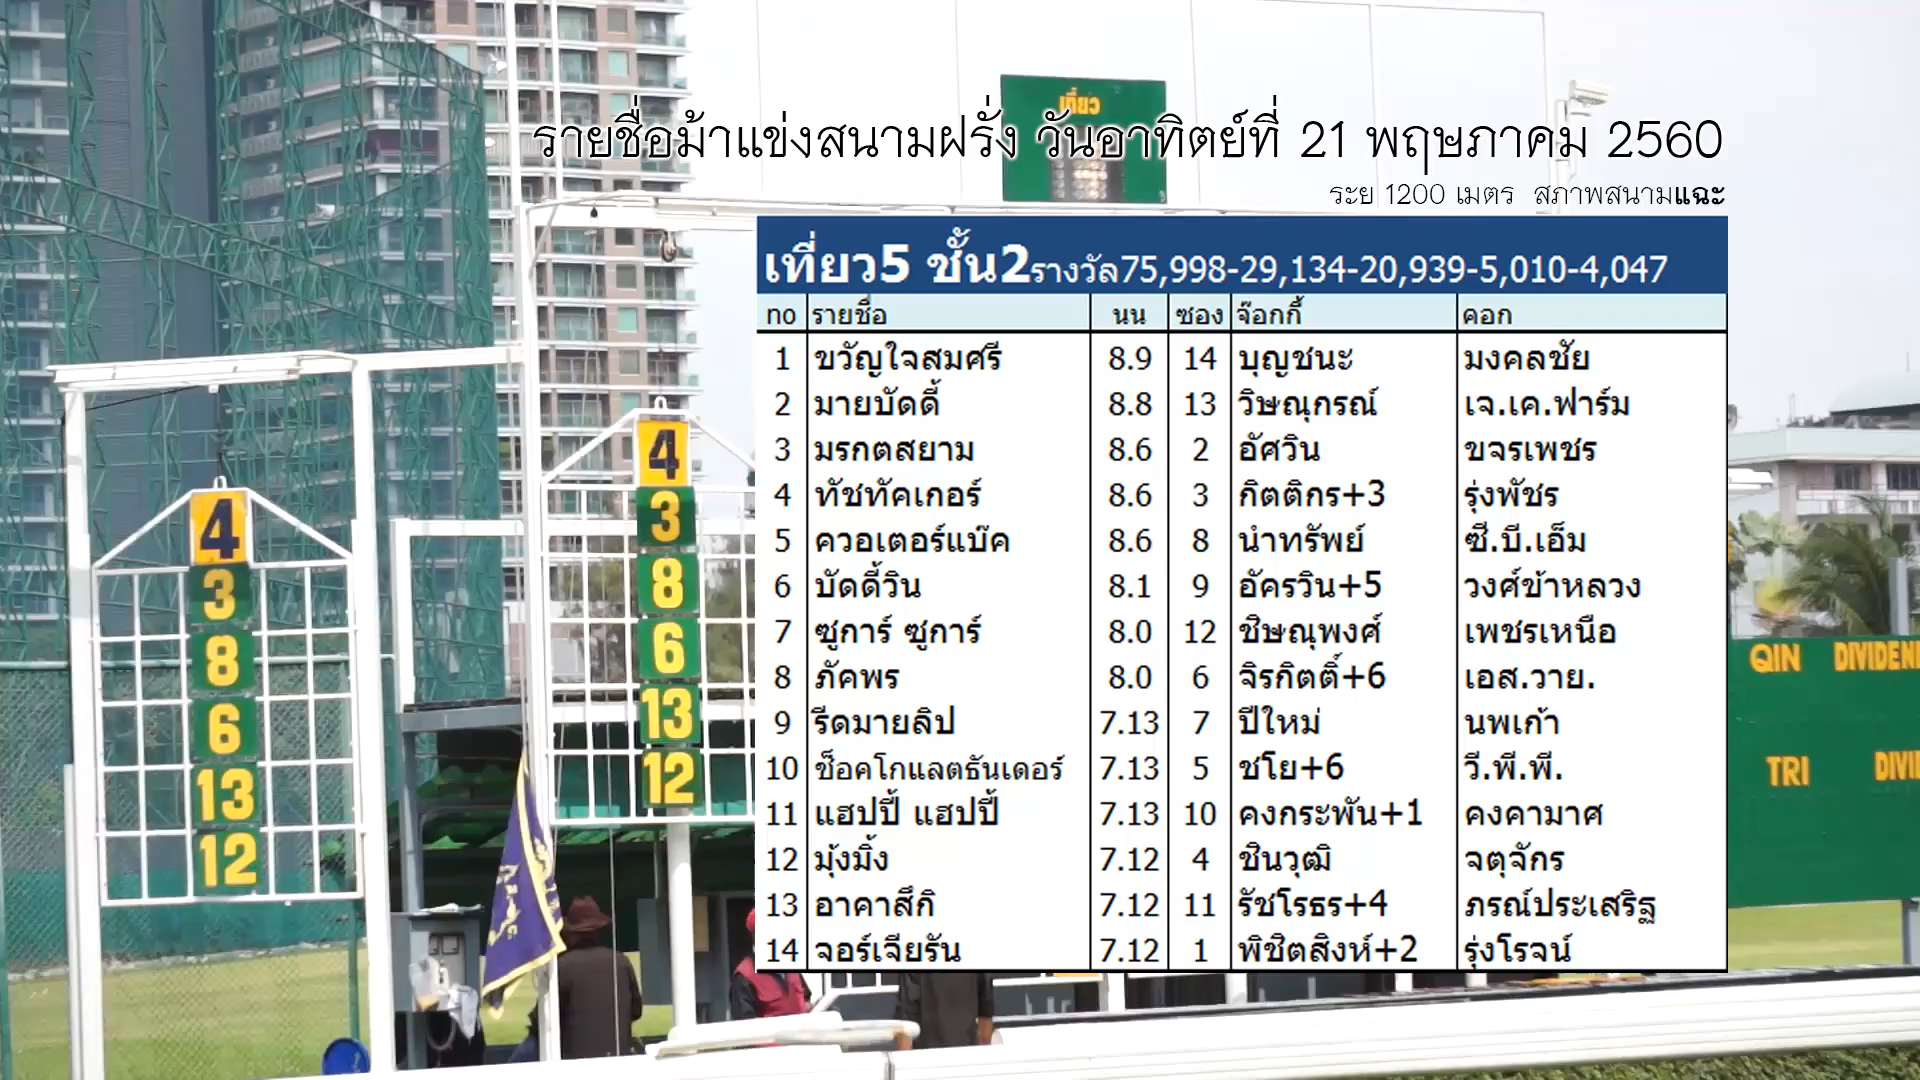 เที่ยว
รายชื่อม้าแข่งสนามฝรั่ง วันอาทิตย์ที่ 21 พฤษภาคม 2560
ระยะ 1200 เมตร สภาพสนามแฉะ
เที่ยว5 ชั้น2รางวัล75,998-29,134-20,939-5,010-4,047
no รายชื่อ นน ซอง จ๊อกกี้ คอก
1 ขวัญใจสมศรี 8.9 14 บุญชนะ มงคลชัย
2 มายบัดดี้ 8.8 13 วิษณุกรณ์ เจ.เค.ฟาร์ม
3 มรกตสยาม 8.6 2 อัศวิน ขจรเพชร
4 ทัชทัคเกอร์ 8.6 3 กิตติกร+3 รุ่งพัชร
5 ควอเตอร์แบ๊ค 8.6 8 นำทรัพย์ ซี.บี.เอ็ม
6 บัดดี้วิน 8.1 9 อัครวิน+5 วงศ์ข้าหลวง
7 ซูการ์ ซูการ์ 8.0 12 ชิษณุพงศ์ เพชรเหนือ
8 ภัคพร 8.0 6 จิรกิตติ์+6 เอส.วาย.
9 รีดมายลิป 7.13 7 ปีใหม่ นพเก้า
10 ช็อคโกแลตธันเดอร์ 7.13 5 ชโย+6 วี.พี.พี.
11 แฮปปี้ แฮปปี้ 7.13 10 คงกระพัน+1 คงคามาศ
12 มุ้งมิ้ง 7.12 4 ชินวุฒิ จตุจักร
13 อาคาสึกิ 7.12 11 รัชโรธร+4 ภรณ์ประเสริฐ
14 จอร์เจียรัน 7.12 1 พิชิตสิงห์+2 รุ่งโรจน์
4
3
8
6
13
12
4
3
8
6
13
12
QIN DIVIDEN
TRI DIVI